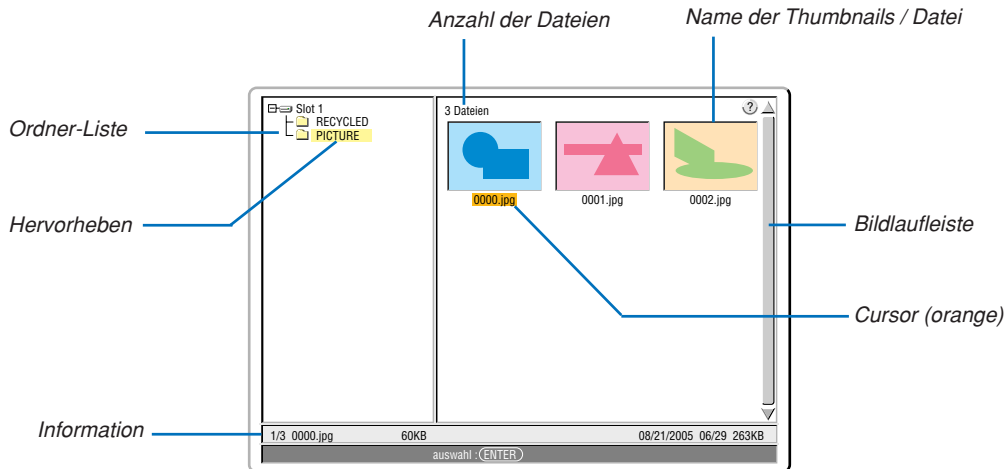 Anzahl der Dateien
Name der Thumbnails / Datei
Ordner-Liste
Slot 1
RECYCLED
PICTURE
3 Dateien
?
0000.jpg
0001.jpg
0002.jpg
Hervorheben
Bildlaufleiste
Cursor (orange)
Information
1/3 0000.jpg 60KB 08/21/2005 06/29 263KB
auswahl : ENTER